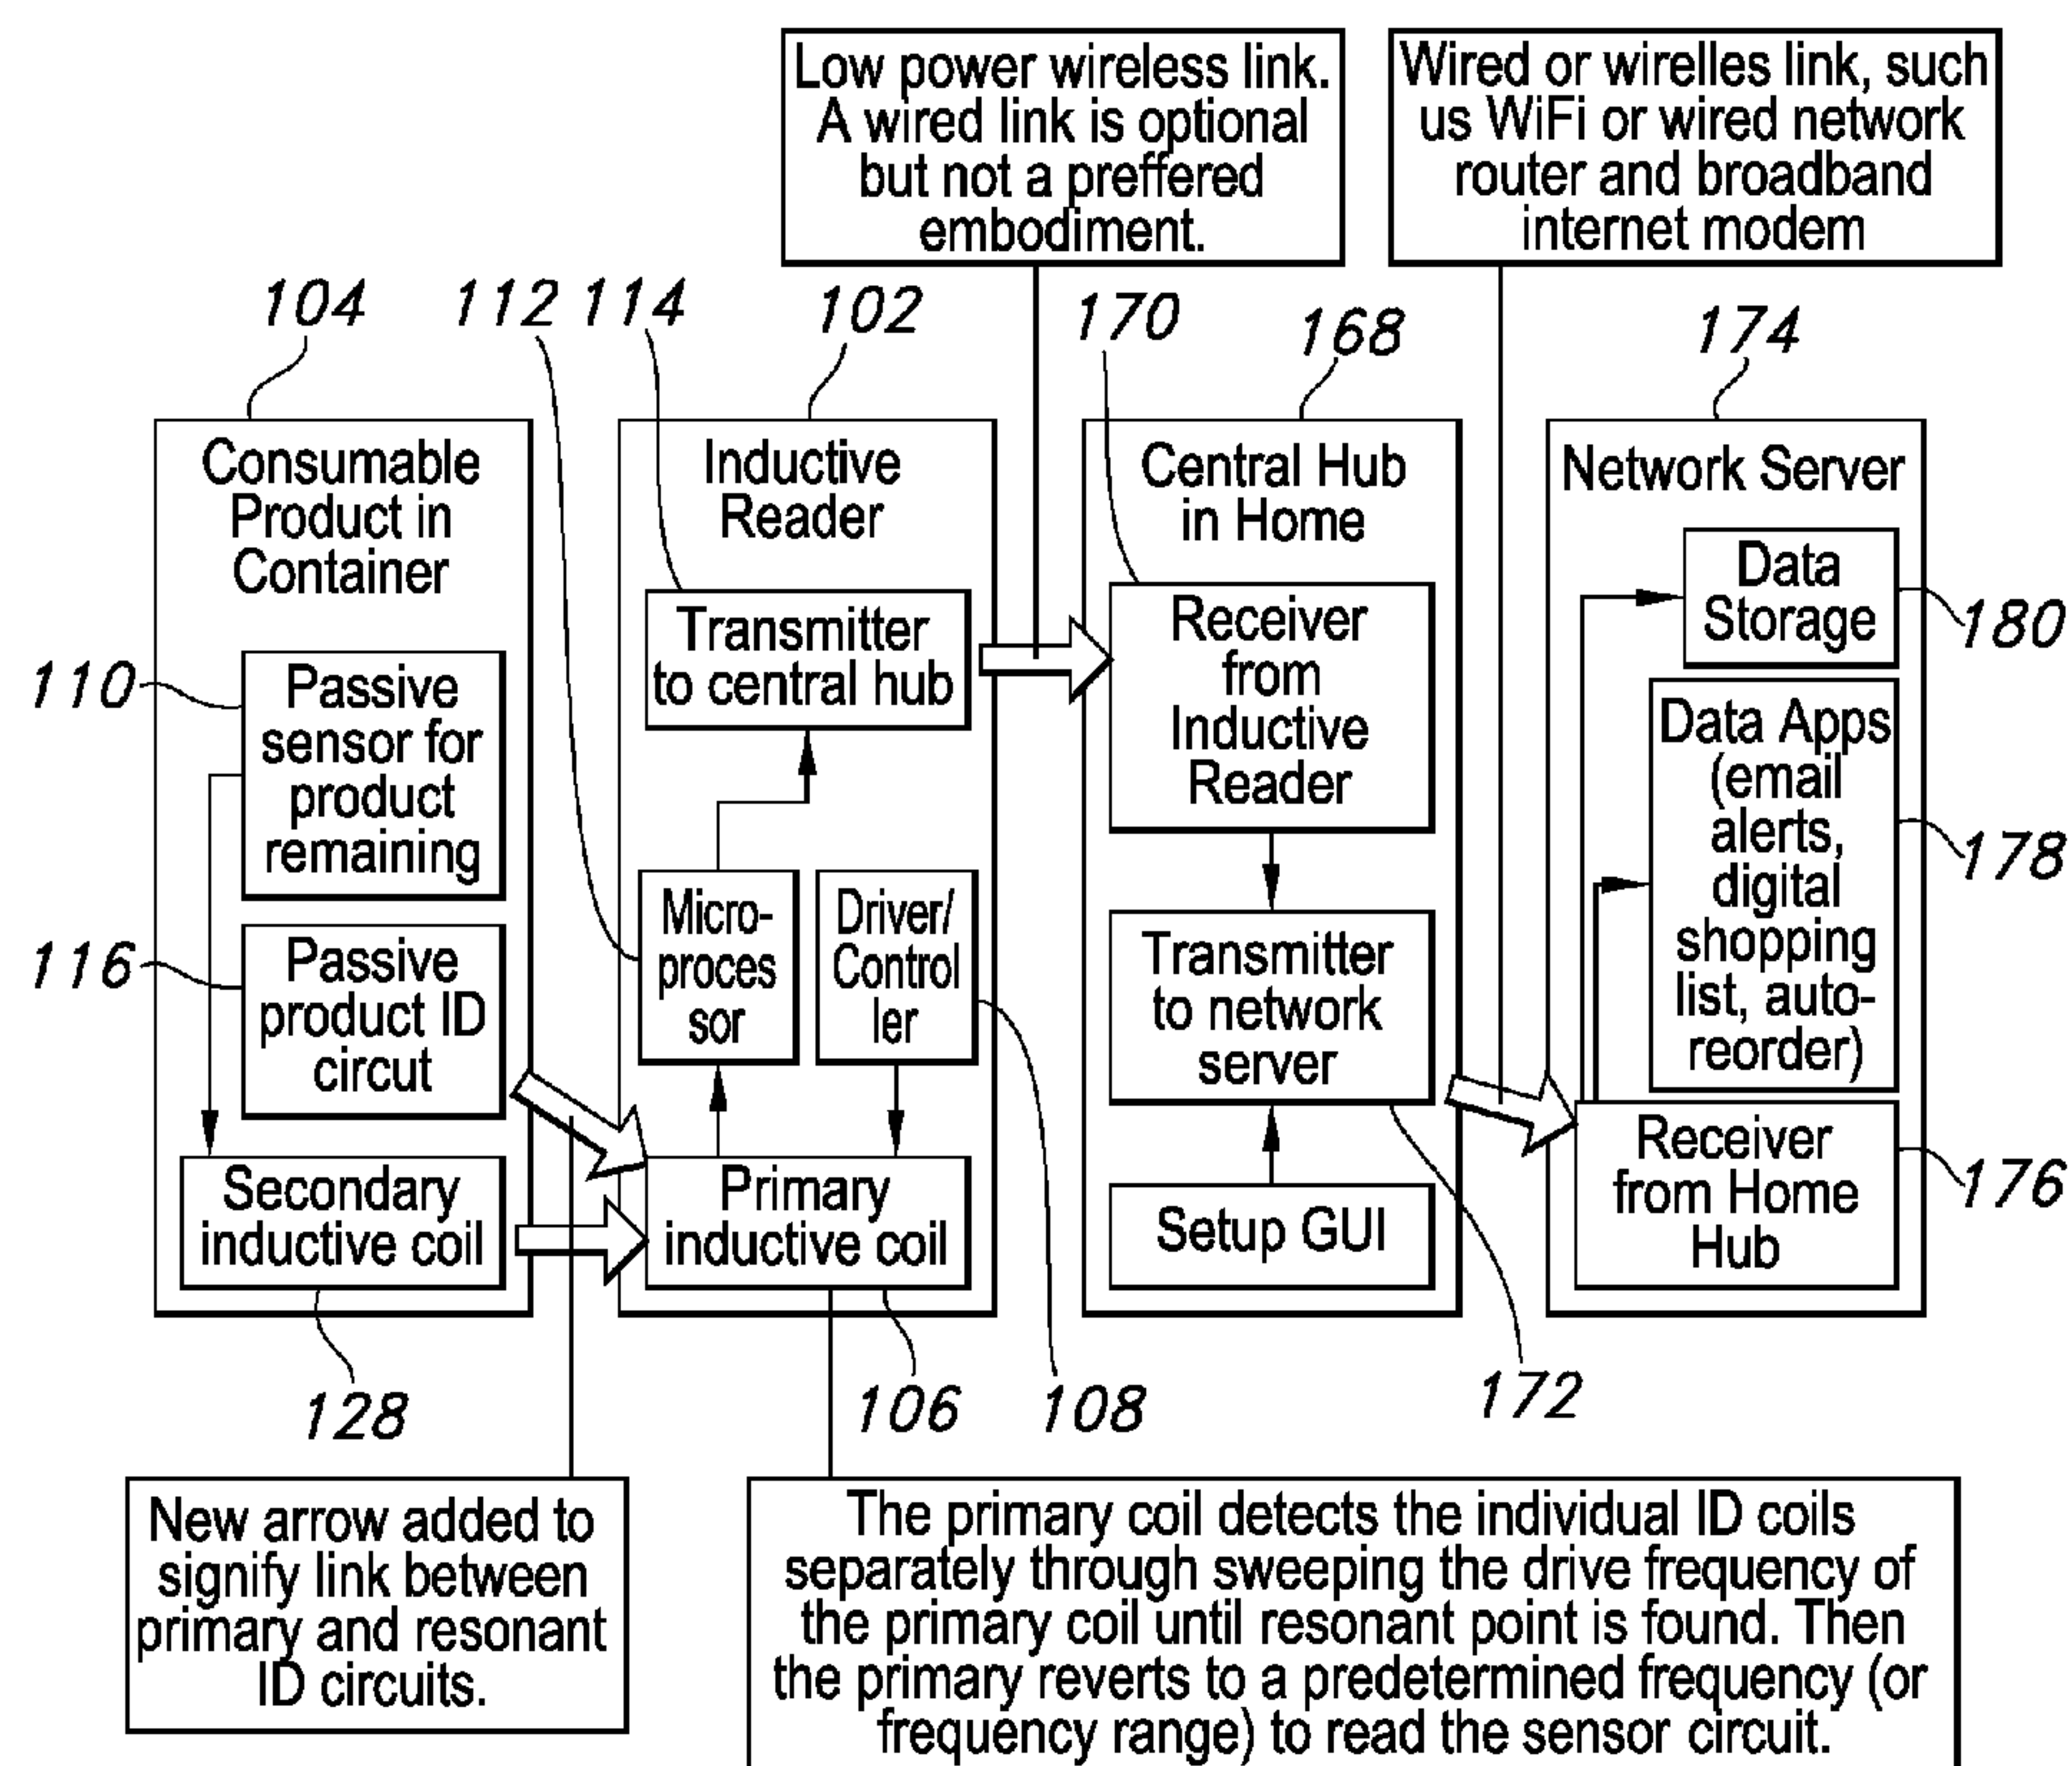 Low power wireless link.
A wired link is optional
but not a preffered
embodiment.
Wired or wirelles link, such
us WiFi or wired network
router and broadband
internet modem
104
112
114
102
170
168
174
Consumable
Product in
Container
110
Passive
sensor for
product
remaining
116
Passive
product ID
circut
Secondary
inductive coil
128
Inductive
Reader
Transmitter
to central hub
Micro-
proces
sor
Driver/
Control
ler
Primary
inductive coil
106
108
Central Hub
in Home
Receiver
from
Inductive
Reader
Transmitter
to network
server
Setup GUI
172
Network Server
Data
Storage
180
Data Apps
(email
alerts,
digital
shopping
list, auto-
reorder)
178
Receiver
from Home
Hub
176
New arrow added to
signify link between
primary and resonant
ID circuits.
The primary coil detects the individual ID coils
separately through sweeping the drive frequency of
the primary coil until resonant point is found. Then
the primary reverts to a predetermined frequency (or
frequency range) to read the sensor circuit.